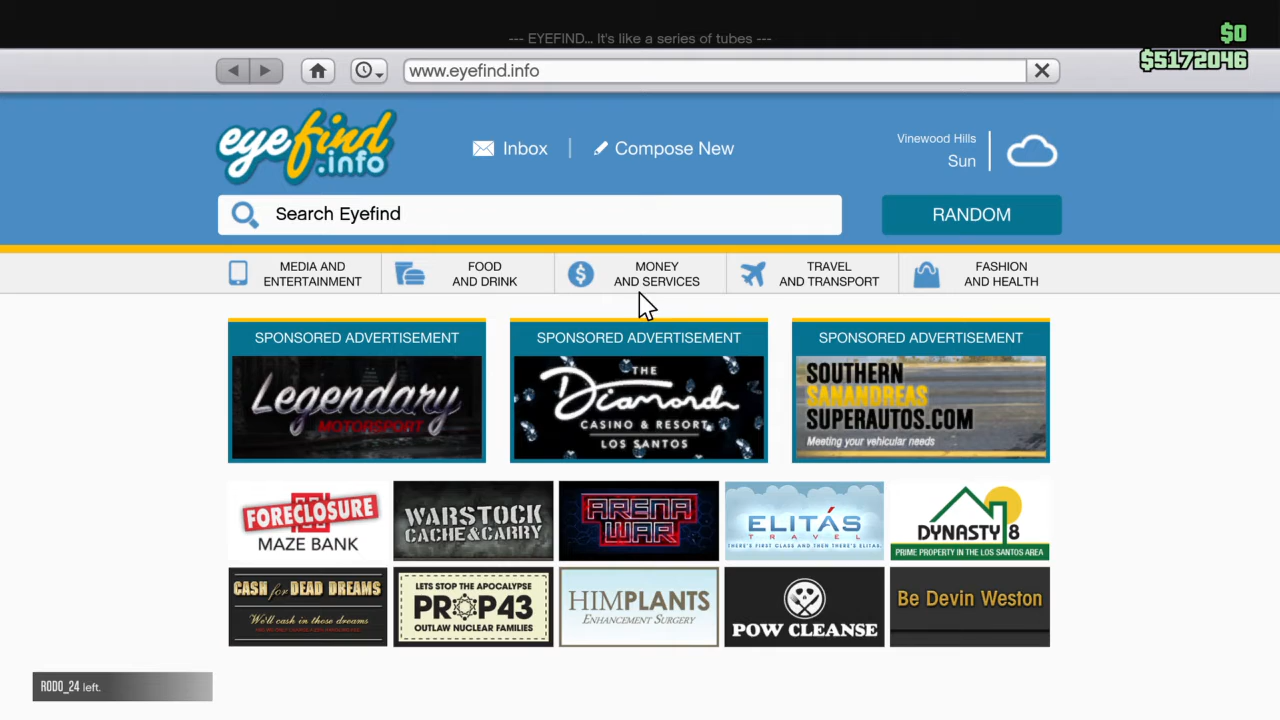 --- EYEFIND... It's like a series of tubes ---
$0
$5172046
www.eyefind.info
eyefind
.info
Inbox
Compose New
Vinewood Hills
Sun
Search Eyefind
RANDOM
MEDIA AND
ENTERTAINMENT
FOOD
AND DRINK
MONEY
AND SERVICES
TRAVEL
AND TRANSPORT
FASHION
AND HEALTH
SPONSORED ADVERTISEMENT
Legendary
MOTORSPORT
SPONSORED ADVERTISEMENT
THE
Diamond
CASINO & RESORT
LOS SANTOS
SPONSORED ADVERTISEMENT
SOUTHERN
SANANDREAS
SUPERAUTOS.COM
Meeting your vehicular needs
FORECLOSURE
MAZE BANK
WARSTOCK
CACHE & CARRY
ARENA
WAR
ELITÁS
TRAVEL
THERE'S FIRST CLASS AND THEN THERE'S ELITAS.
DYNASTY 8
PRIME PROPERTY IN THE LOS SANTOS AREA
CASH for DEAD DREAMS
We'll cash in those dreams
LETS STOP THE APOCALYPSE
PROP43
OUTLAW NUCLEAR FAMILIES
HIMPLANTS
ENHANCEMENT SURGERY
POW CLEANSE
Be Devin Weston
RODO_24 left.